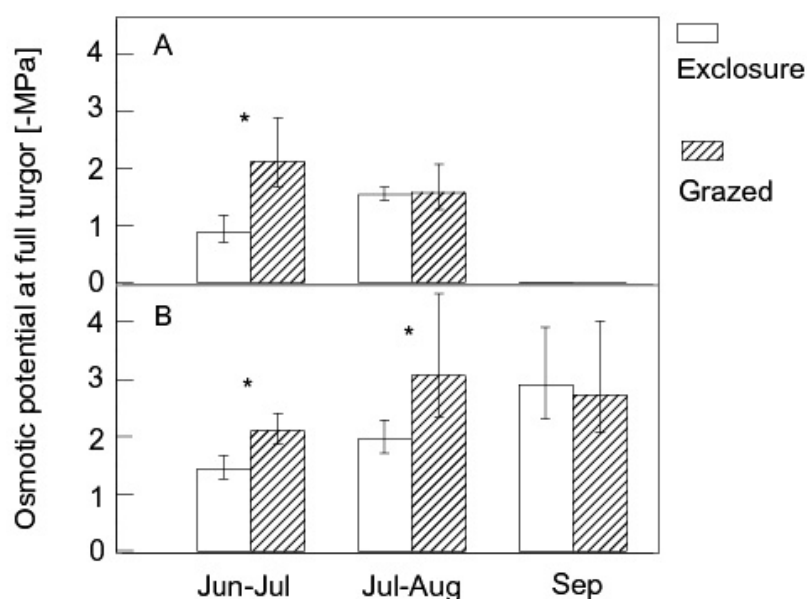 Osmotic potential at full turgor [-MPa]
A
4
3
*
2
1
0
B
4
*
3
*
2
1
0
Jun-Jul Jul-Aug Sep
Exclosure
Grazed